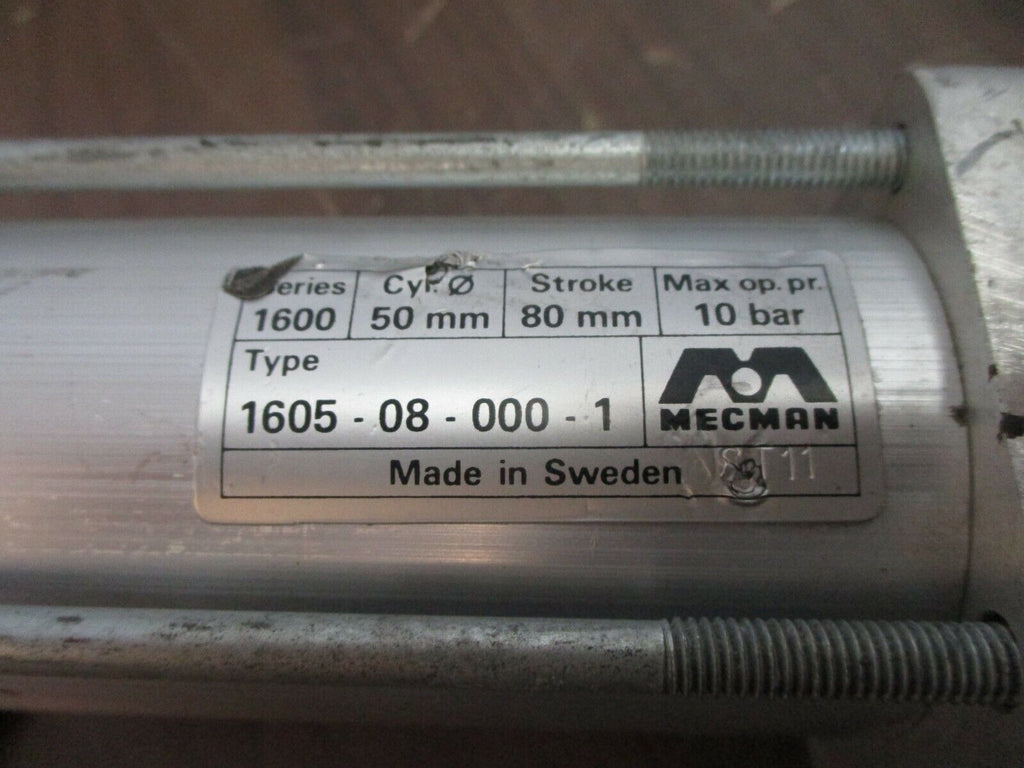 Series Cyl. Ø Stroke Max op. pr.
1600 50 mm 80 mm 10 bar
Type
1605 - 08 - 000 - 1
MECMAN
Made in Sweden